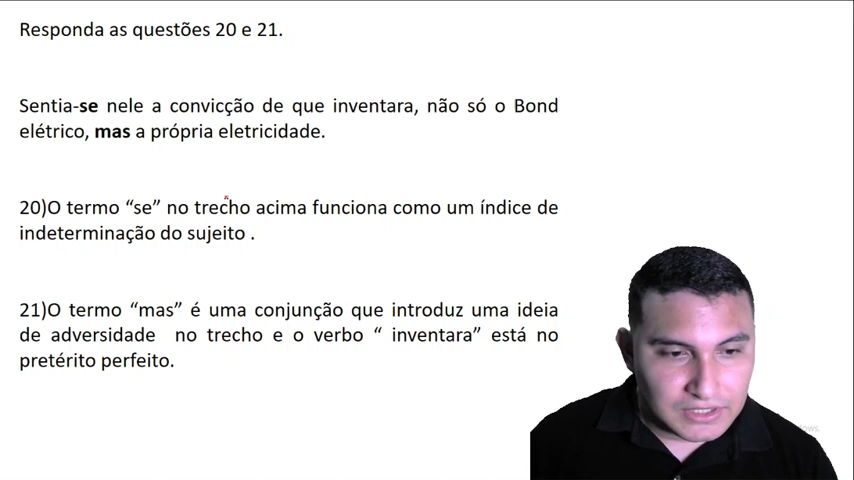 Responda as questões 20 e 21.
Sentia-se nele a convicção de que inventara, não só o Bond
elétrico, mas a própria eletricidade.
20)O termo “se” no trecho acima funciona como um índice de
indeterminação do sujeito .
21)O termo “mas” é uma conjunção que introduz uma ideia
de adversidade no trecho e o verbo “ inventara” está no
pretérito perfeito.